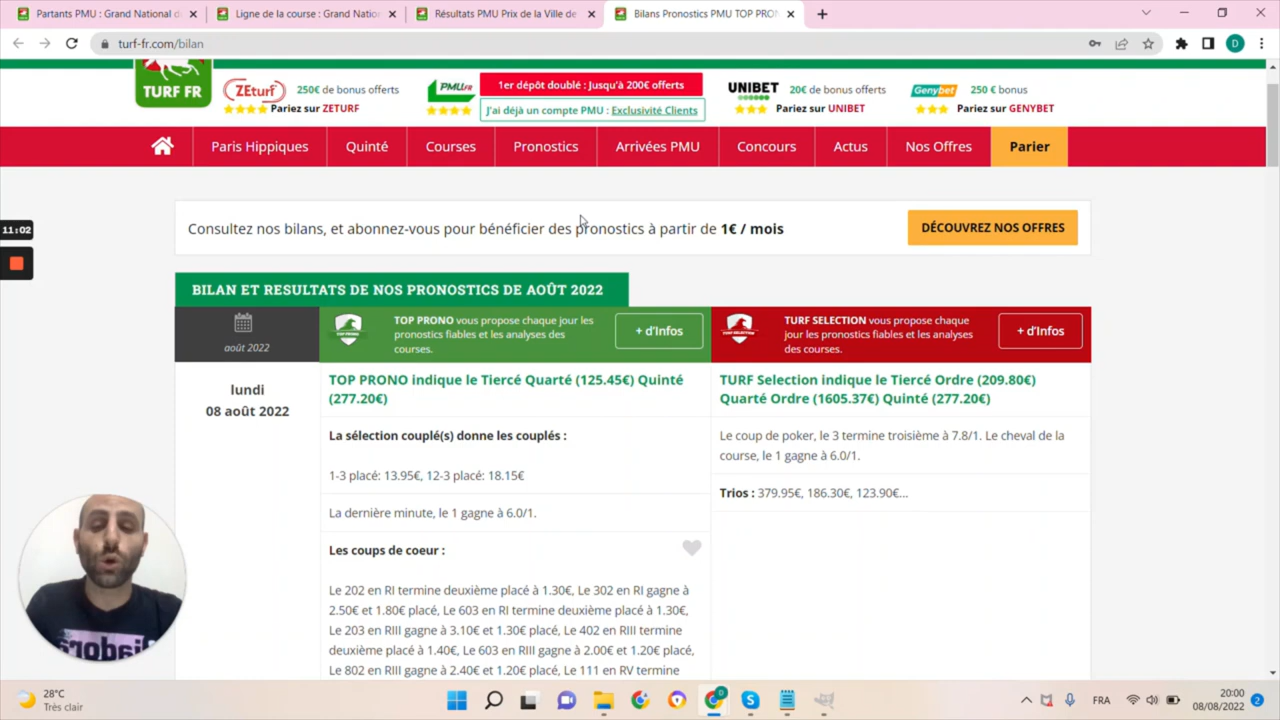 Partants PMU : Grand National d
Ligne de la course : Grand Natio
Résultats PMU Prix de la Ville de
Bilans Pronostics PMU TOP PRON
turf-fr.com/bilan
D
TURF FR
ZEturf
250€ de bonus offerts
Pariez sur ZETURF
PMU.fr
1er dépôt doublé : Jusqu'à 200€ offerts
J'ai déjà un compte PMU : Exclusivité Clients
UNIBET
20€ de bonus offerts
Pariez sur UNIBET
Genybet
250 € bonus
Pariez sur GENYBET
Paris Hippiques
Quinté
Courses
Pronostics
Arrivées PMU
Concours
Actus
Nos Offres
Parier
11:02
Consultez nos bilans, et abonnez-vous pour bénéficier des pronostics à partir de 1€ / mois
DÉCOUVREZ NOS OFFRES
BILAN ET RESULTATS DE NOS PRONOSTICS DE AOÛT 2022
août 2022
TOP PRONO vous propose chaque jour les
pronostics fiables et les analyses des
courses.
+ d'Infos
TURF SELECTION vous propose chaque
jour les pronostics fiables et les analyses
des courses.
+ d'Infos
lundi
08 août 2022
TOP PRONO indique le Tiercé Quarté (125.45€) Quinté
(277.20€)
La sélection couplé(s) donne les couplés :
1-3 placé: 13.95€, 12-3 placé: 18.15€
La dernière minute, le 1 gagne à 6.0/1.
Les coups de coeur :
Le 202 en RI termine deuxième placé à 1.30€, Le 302 en RI gagne à
2.50€ et 1.80€ placé, Le 603 en RI termine deuxième placé à 1.30€,
Le 203 en RIII gagne à 3.10€ et 1.30€ placé, Le 402 en RIII termine
deuxième placé à 1.40€, Le 603 en RIII gagne à 2.00€ et 1.20€ placé,
Le 802 en RIII gagne à 2.40€ et 1.20€ placé, Le 111 en RV termine
TURF Selection indique le Tiercé Ordre (209.80€)
Quarté Ordre (1605.37€) Quinté (277.20€)
Le coup de poker, le 3 termine troisième à 7.8/1. Le cheval de la
course, le 1 gagne à 6.0/1.
Trios : 379.95€, 186.30€, 123.90€...
28°C
Très clair
FRA
20:00
08/08/2022
2